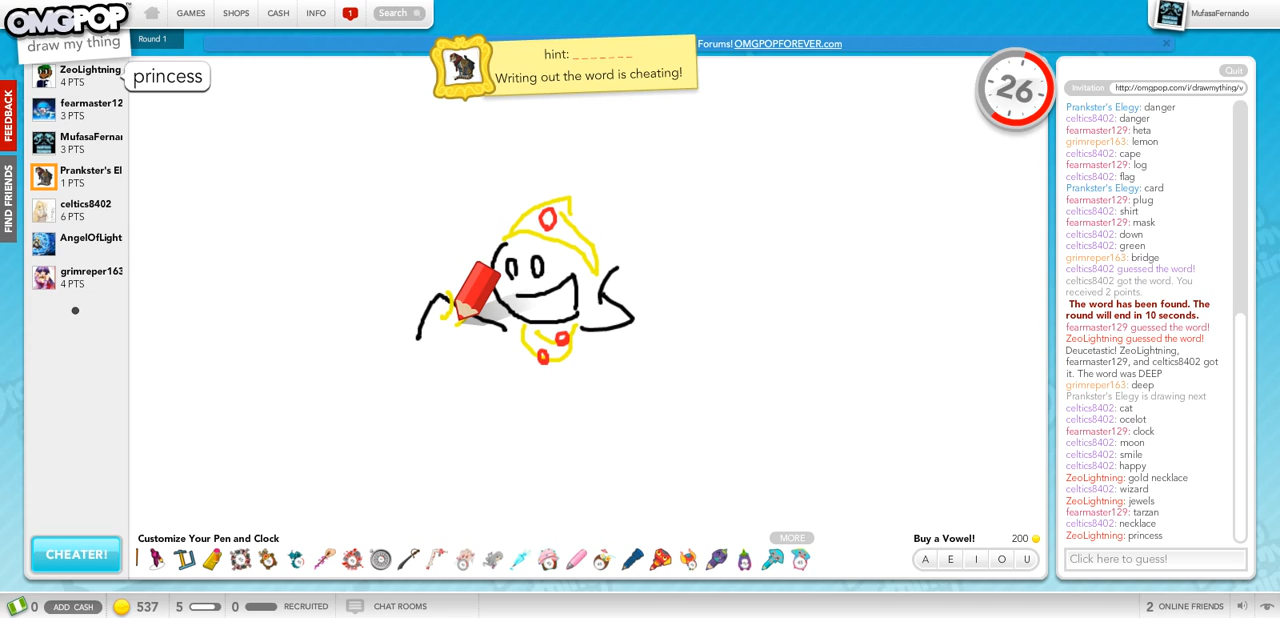 OMGPOP™
draw my thing
GAMES
SHOPS
CASH
INFO
1
Search
MufasaFernando
Round 1
Forums! OMGPOPFOREVER.com
hint: _ _ _ _ _ _ _
Writing out the word is cheating!
26
FEEDBACK
FIND FRIENDS
ZeoLightning
4 PTS
princess
fearmaster12
3 PTS
MufasaFernan
3 PTS
Prankster's El
1 PTS
celtics8402
6 PTS
AngelOfLight
grimreper163
4 PTS
CHEATER!
Quit
Invitation http://omgpop.com/i/drawmything/v
Prankster's Elegy: danger
celtics8402: danger
fearmaster129: heta
grimreper163: lemon
celtics8402: cape
fearmaster129: log
celtics8402: flag
Prankster's Elegy: card
fearmaster129: plug
celtics8402: shirt
fearmaster129: mask
celtics8402: down
celtics8402: green
grimreper163: bridge
celtics8402 guessed the word!
celtics8402 got the word. You
received 2 points.
The word has been found. The
round will end in 10 seconds.
fearmaster129 guessed the word!
ZeoLightning guessed the word!
Deucetastic! ZeoLightning,
fearmaster129, and celtics8402 got
it. The word was DEEP
grimreper163: deep
Prankster's Elegy is drawing next
celtics8402: cat
celtics8402: ocelot
fearmaster129: clock
celtics8402: moon
celtics8402: smile
celtics8402: happy
ZeoLightning: gold necklace
celtics8402: wizard
ZeoLightning: jewels
fearmaster129: tarzan
celtics8402: necklace
ZeoLightning: princess
Click here to guess!
Customize Your Pen and Clock
MORE
Buy a Vowel!
200
A E I O U
0 ADD CASH
537
5
0 RECRUITED
CHAT ROOMS
2 ONLINE FRIENDS